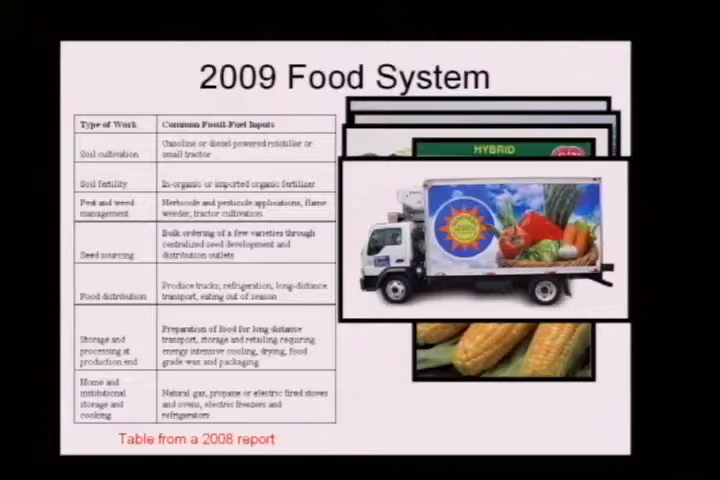 2009 Food System
Type of Work
Common Fossil-Fuel Inputs
Soil cultivation
Gasoline or diesel powered rototiller or
small tractor
Soil fertility
In-organic or imported organic fertilizer
Pest and weed
management
Herbicide and pesticide applications, flame
weeder, tractor cultivation
Seed sourcing
Bulk ordering of a few varieties through
centralized seed development and
distribution outlets
Food distribution
Produce trucks, refrigeration, long-distance
transport, eating out of season
Storage and
processing at
production end
Preparation of food for long distance
transport, storage and retailing requiring
energy intensive cooling, drying, food
grade wax and packaging
Home and
institutional
storage and
cooking
Natural gas, propane or electric fired stoves
and ovens, electric freezers and
refrigerators
Table from a 2008 report
HYBRID